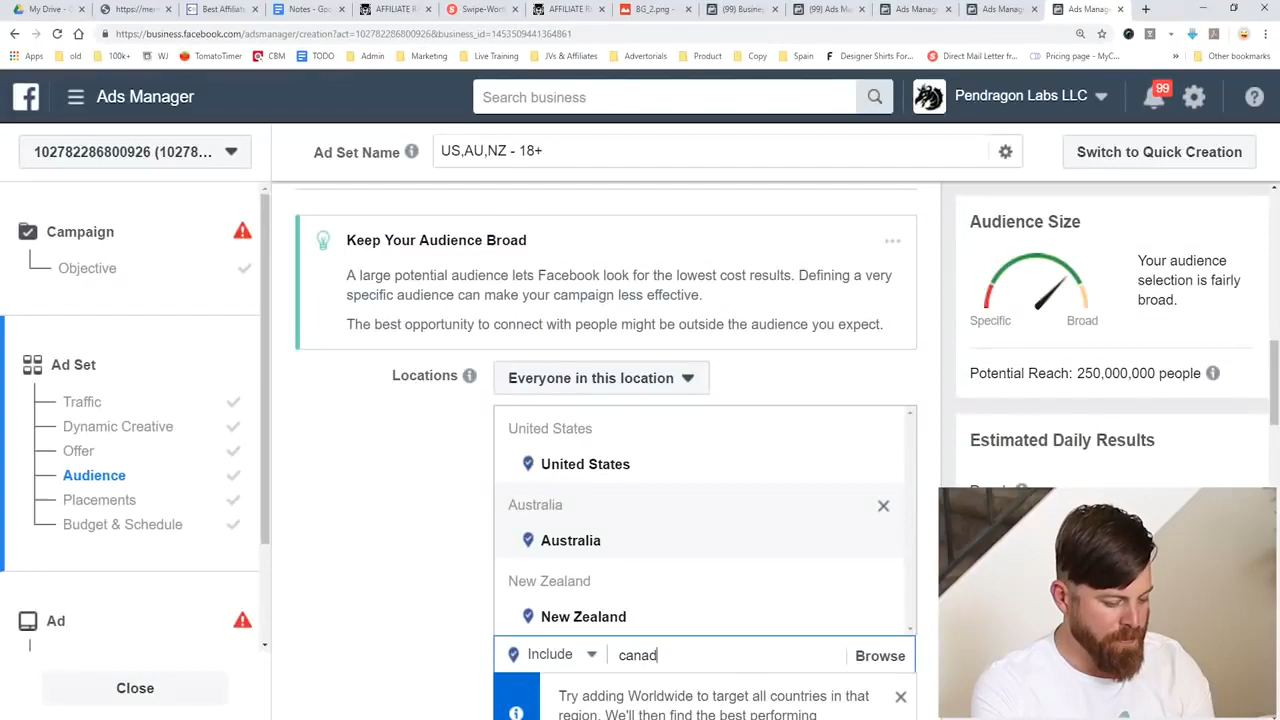 My Drive - G
https://mem
Best Affiliat
Notes - Goo
AFFILIATE R
Swipe-Wort
AFFILIATE R
BG_2.png -
(99) Busine
(99) Ads M
Ads Manag
Ads Manag
Ads Manag
https://business.facebook.com/adsmanager/creation?act=102782286800926&business_id=1453509441364861
Apps
old
100k+
WJ
TomatoTimer
CBM
TODO
Admin
Marketing
Live Training
JVs & Affiliates
Advertorials
Product
Copy
Spain
Designer Shirts For...
Direct Mail Letter fr...
Pricing page - MyC...
»
Other bookmarks
Ads Manager
Search business
Pendragon Labs LLC
99
102782286800926 (10278...
Ad Set Name
US,AU,NZ - 18+
Switch to Quick Creation
Campaign
Objective
Ad Set
Traffic
Dynamic Creative
Offer
Audience
Placements
Budget & Schedule
Ad
Close
Keep Your Audience Broad
A large potential audience lets Facebook look for the lowest cost results. Defining a very
specific audience can make your campaign less effective.
The best opportunity to connect with people might be outside the audience you expect.
Locations
Everyone in this location
United States
United States
Australia
Australia
New Zealand
New Zealand
Include
canad
Browse
Try adding Worldwide to target all countries in that
region. We'll then find the best performing
Audience Size
Specific
Broad
Your audience
selection is fairly
broad.
Potential Reach: 250,000,000 people
Estimated Daily Results